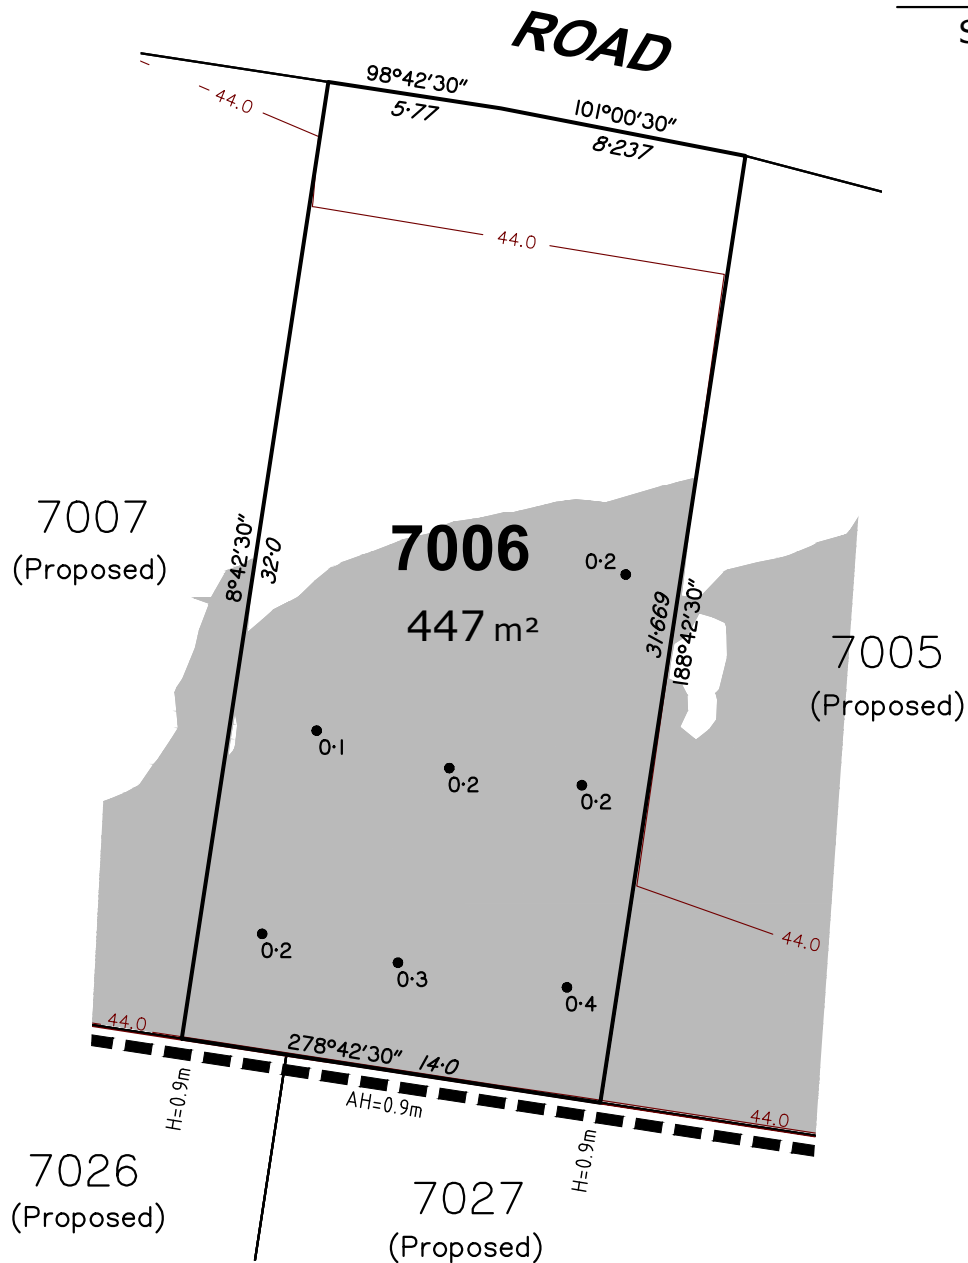 ROAD
S
98°42′30″
5·77
101°00′30″
8·237
44.0
44.0
7007
(Proposed)
8°42′30″
32·0
7006
447 m²
0·2
31·669
188°42′30″
7005
(Proposed)
0·1
0·2
0·2
0·2
0·3
0·4
44.0
44.0
278°42′30″ 14·0
H=0.9m
AH=0.9m
H=0.9m
44.0
7026
(Proposed)
7027
(Proposed)